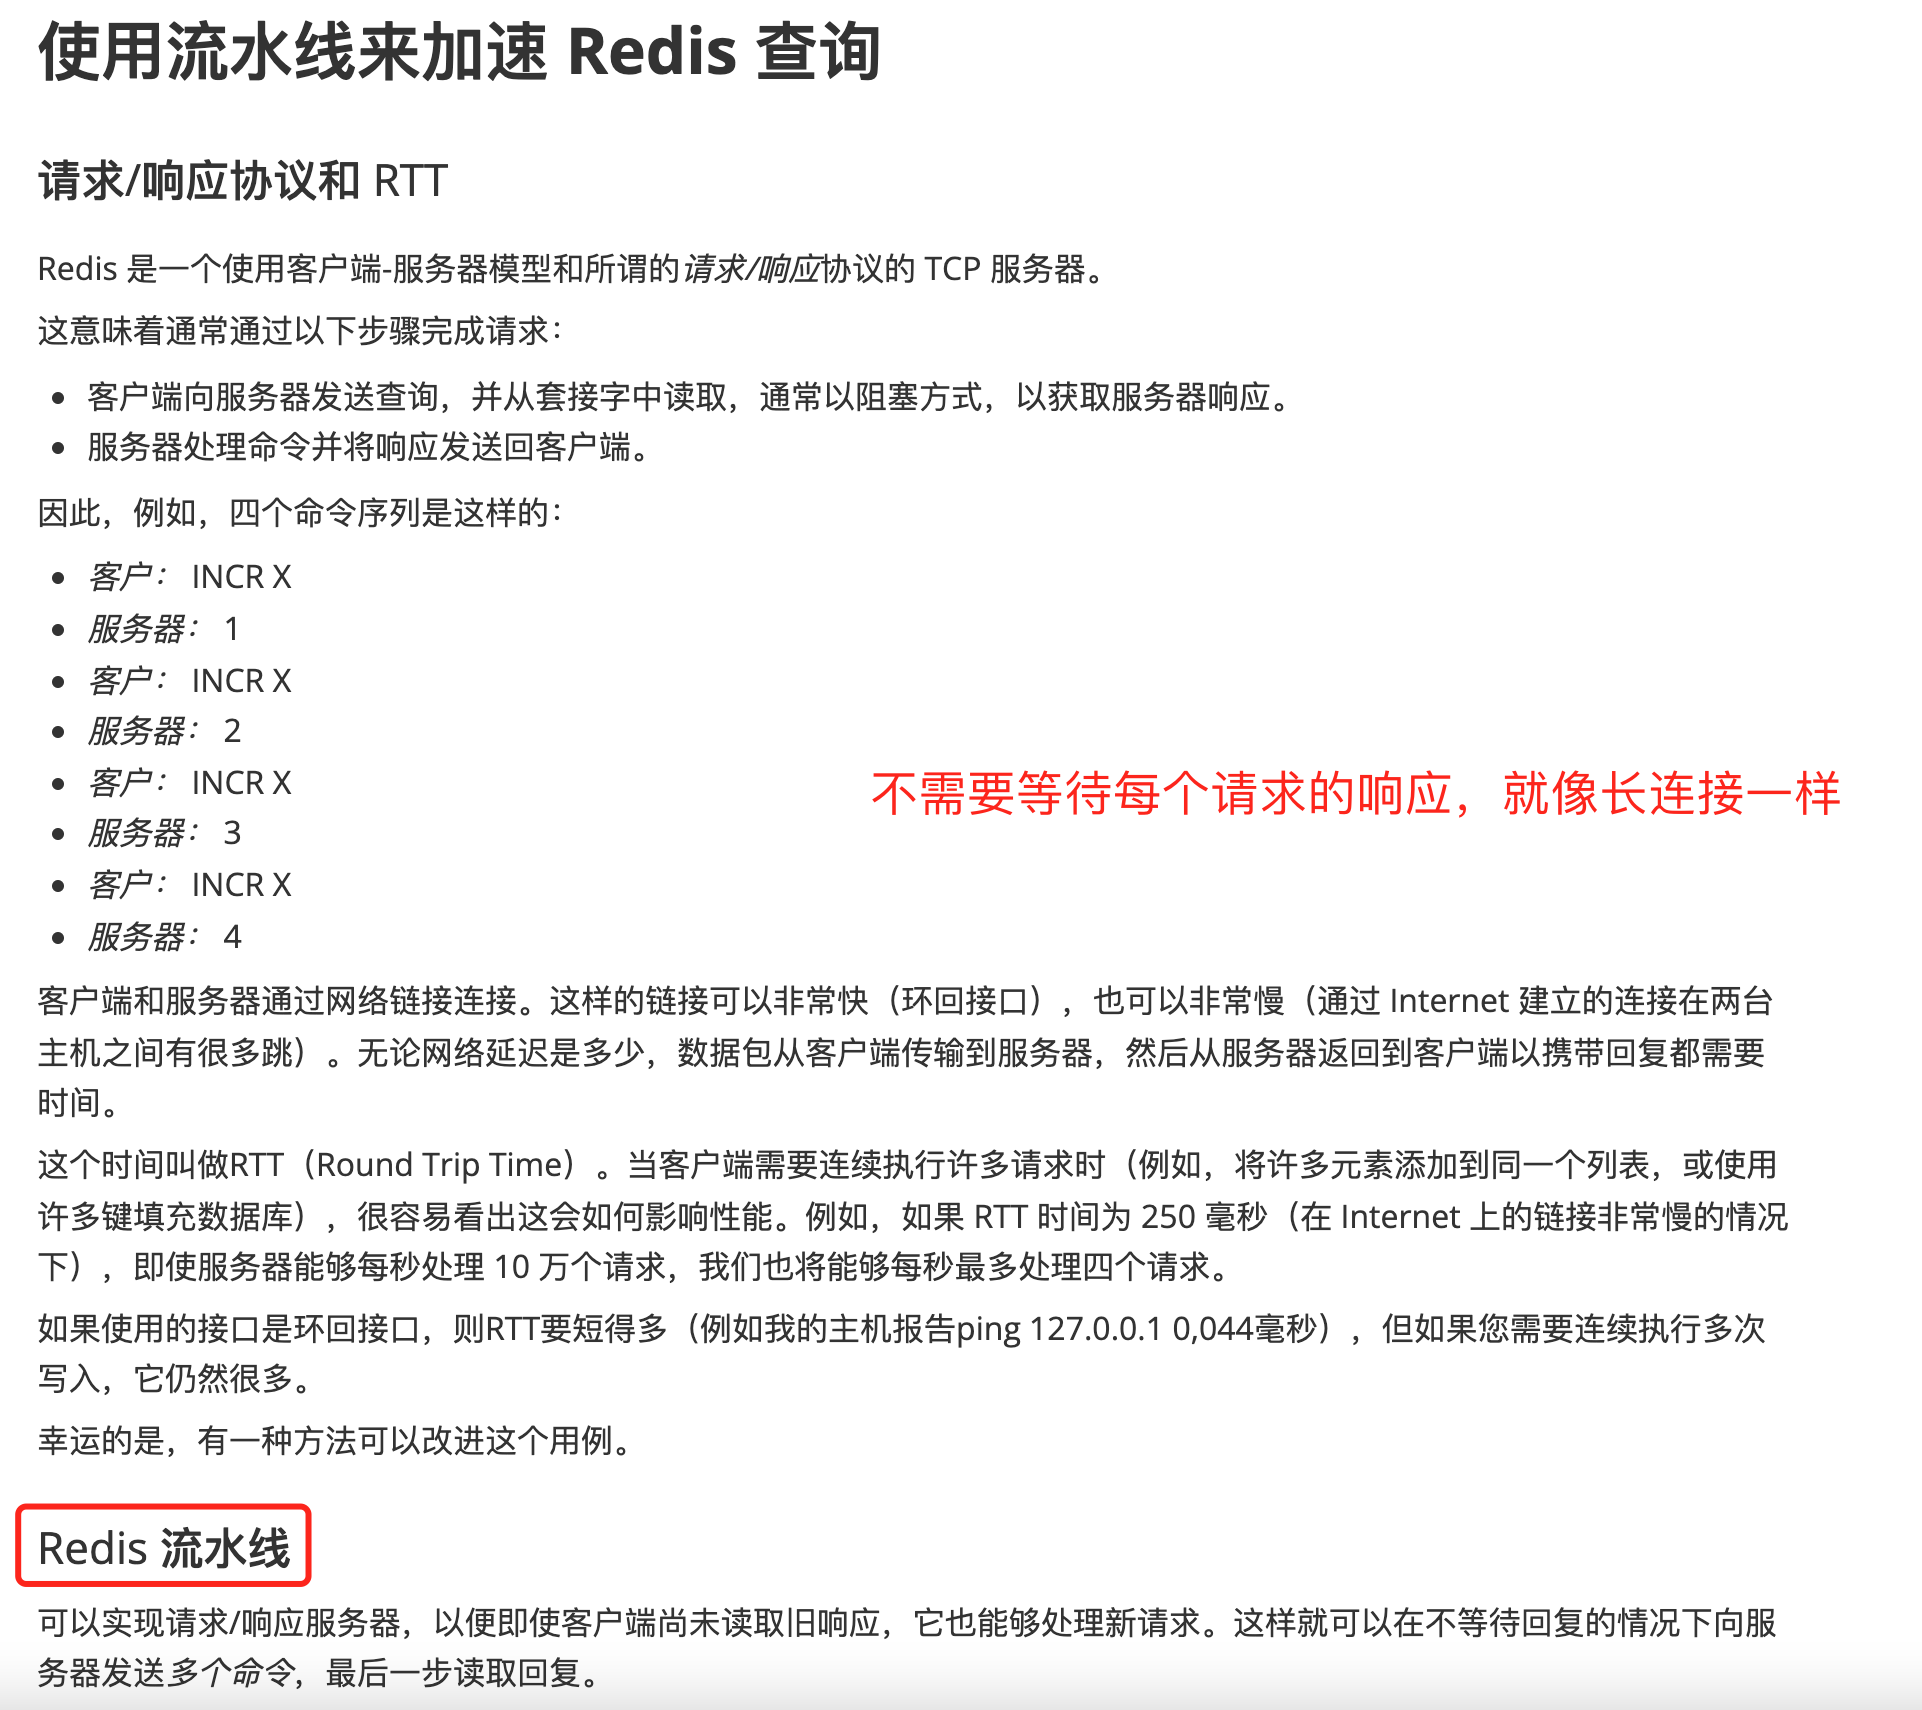 使用流水线来加速 Redis 查询
请求/响应协议和 RTT
Redis 是一个使用客户端-服务器模型和所谓的请求/响应协议的 TCP 服务器。
这意味着通常通过以下步骤完成请求：
• 客户端向服务器发送查询，并从套接字中读取，通常以阻塞方式，以获取服务器响应。
• 服务器处理命令并将响应发送回客户端。
因此，例如，四个命令序列是这样的：
• 客户： INCR X
• 服务器： 1
• 客户： INCR X
• 服务器： 2
• 客户： INCR X
不需要等待每个请求的响应，就像长连接一样
• 服务器： 3
• 客户： INCR X
• 服务器： 4
客户端和服务器通过网络链接连接。这样的链接可以非常快（环回接口），也可以非常慢（通过 Internet 建立的连接在两台
主机之间有很多跳）。无论网络延迟是多少，数据包从客户端传输到服务器，然后从服务器返回到客户端以携带回复都需要
时间。
这个时间叫做RTT（Round Trip Time）。当客户端需要连续执行许多请求时（例如，将许多元素添加到同一个列表，或使用
许多键填充数据库），很容易看出这会如何影响性能。例如，如果 RTT 时间为 250 毫秒（在 Internet 上的链接非常慢的情况
下），即使服务器能够每秒处理 10 万个请求，我们也将能够每秒最多处理四个请求。
如果使用的接口是环回接口，则RTT要短得多（例如我的主机报告ping 127.0.0.1 0,044毫秒），但如果您需要连续执行多次
写入，它仍然很多。
幸运的是，有一种方法可以改进这个用例。
Redis 流水线
可以实现请求/响应服务器，以便即使客户端尚未读取旧响应，它也能够处理新请求。这样就可以在不等待回复的情况下向服
务器发送多个命令，最后一步读取回复。